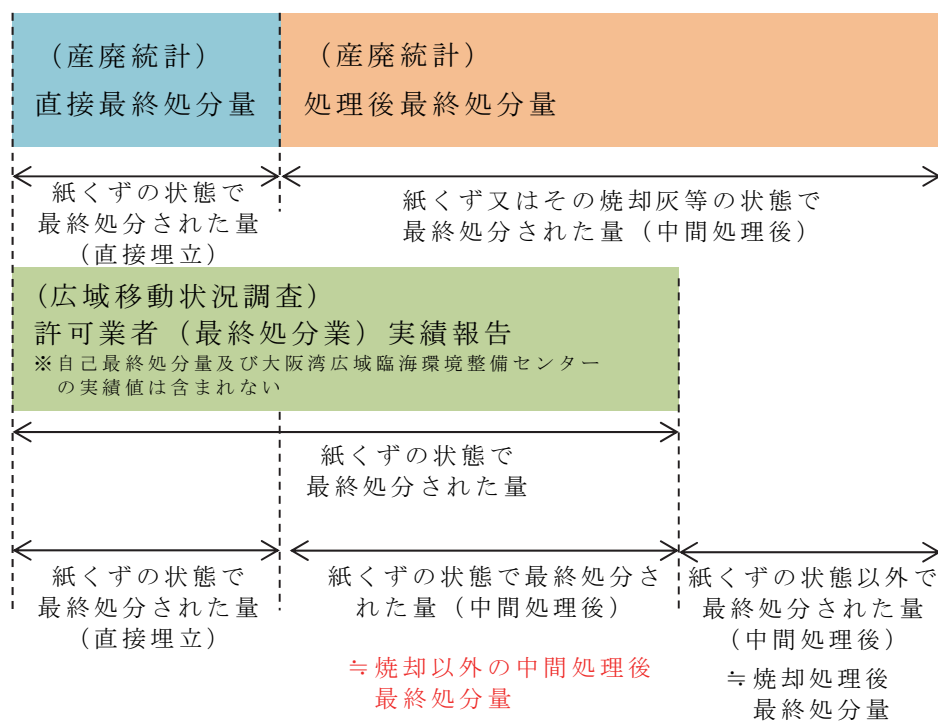 (産廃統計)
直接最終処分量
(産廃統計)
処理後最終処分量
紙くずの状態で
最終処分された量
(直接埋立)
紙くず又はその焼却灰等の状態で
最終処分された量(中間処理後)
(広域移動状況調査)
許可業者(最終処分業)実績報告
※自己最終処分量及び大阪湾広域臨海環境整備センター
の実績値は含まれない
紙くずの状態で
最終処分された量
紙くずの状態で
最終処分された量
(直接埋立)
紙くずの状態で最終処分さ
れた量(中間処理後)
≒焼却以外の中間処理後
最終処分量
紙くずの状態以外で
最終処分された量
(中間処理後)
≒焼却処理後
最終処分量